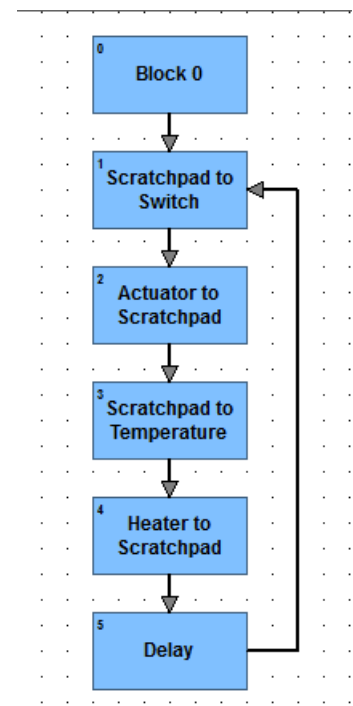 0
Block 0
1
Scratchpad to
Switch
2
Actuator to
Scratchpad
3
Scratchpad to
Temperature
4
Heater to
Scratchpad
5
Delay